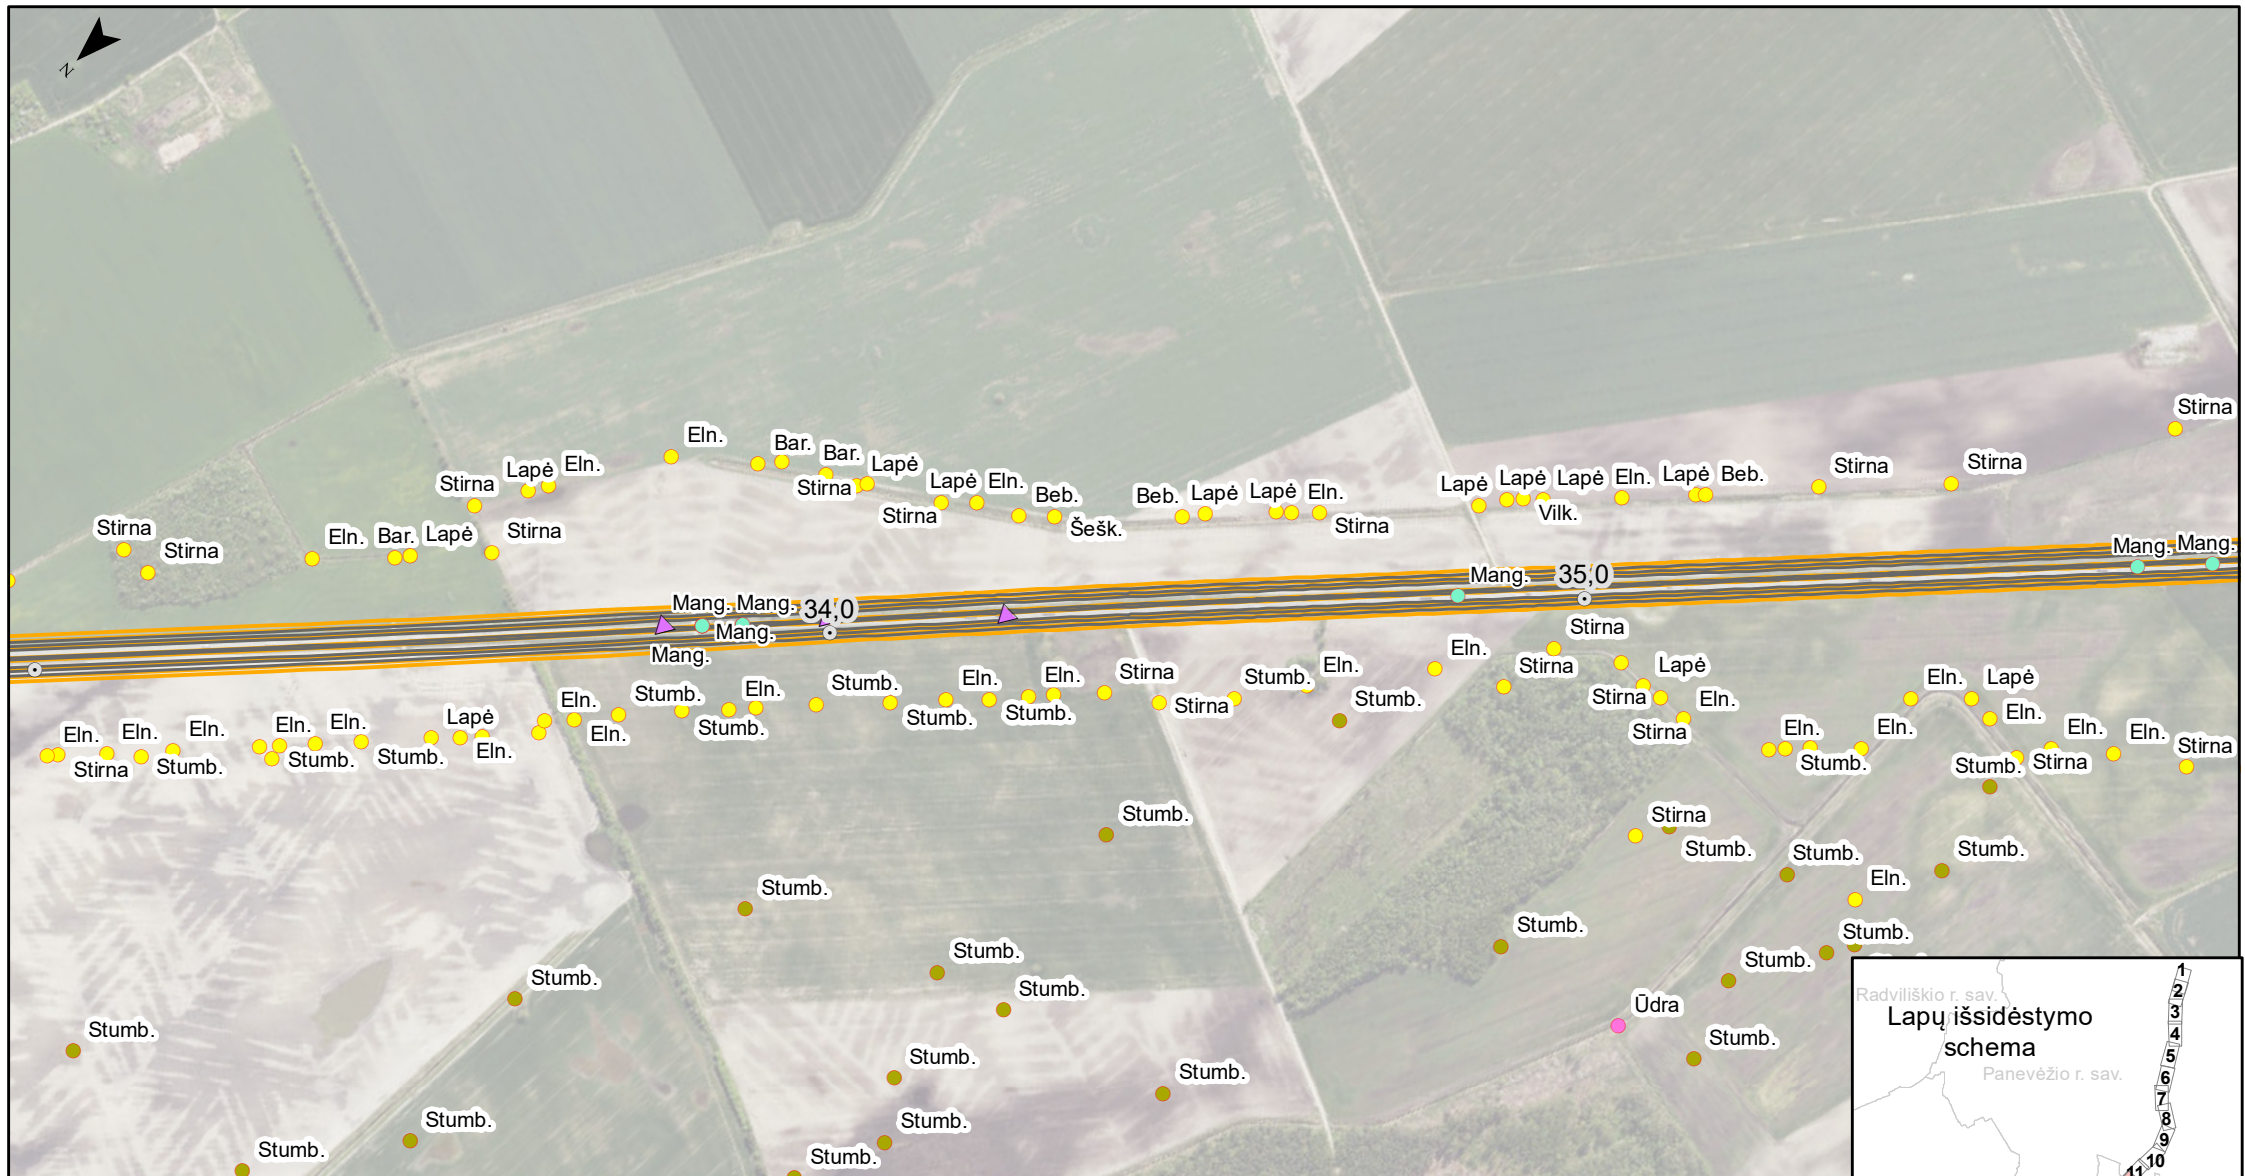 N
Stirna
Eln.
Bar.
Bar.
Lapė
Stirna
Lapė
Eln.
Stirna
Lapė
Eln.
Stirna
Beb.
Šešk.
Beb.
Lapė
Lapė
Eln.
Stirna
Lapė
Lapė
Lapė
Vilk.
Eln.
Lapė
Beb.
Stirna
Stirna
Stirna
Stirna
Eln.
Bar.
Lapė
Stirna
Mang.
Mang.
Mang.
35,0
Mang.
Mang.
34,0
Mang.
Mang.
Stirna
Stirna
Lapė
Stirna
Eln.
Stirna
Eln.
Eln.
Stumb.
Stumb.
Stirna
Stirna
Eln.
Stumb.
Eln.
Stumb.
Stumb.
Eln.
Stumb.
Stumb.
Eln.
Eln.
Lapė
Eln.
Stumb.
Eln.
Stumb.
Eln.
Stumb.
Eln.
Stirna
Eln.
Lapė
Eln.
Eln.
Eln.
Stumb.
Eln.
Eln.
Stirna
Stumb.
Stirna
Stirna
Stumb.
Stumb.
Stumb.
Stumb.
Eln.
Stumb.
Stumb.
Stumb.
Stumb.
Stumb.
Stumb.
Stumb.
Ūdra
Stumb.
Stumb.
Stumb.
Stumb.
Stumb.
Stumb.
Stumb.
Stumb.
Radviliškio r. sav.
Lapų išsidėstymo
schema
Panevėžio r. sav.
1
2
3
4
5
6
7
8
9
10
11